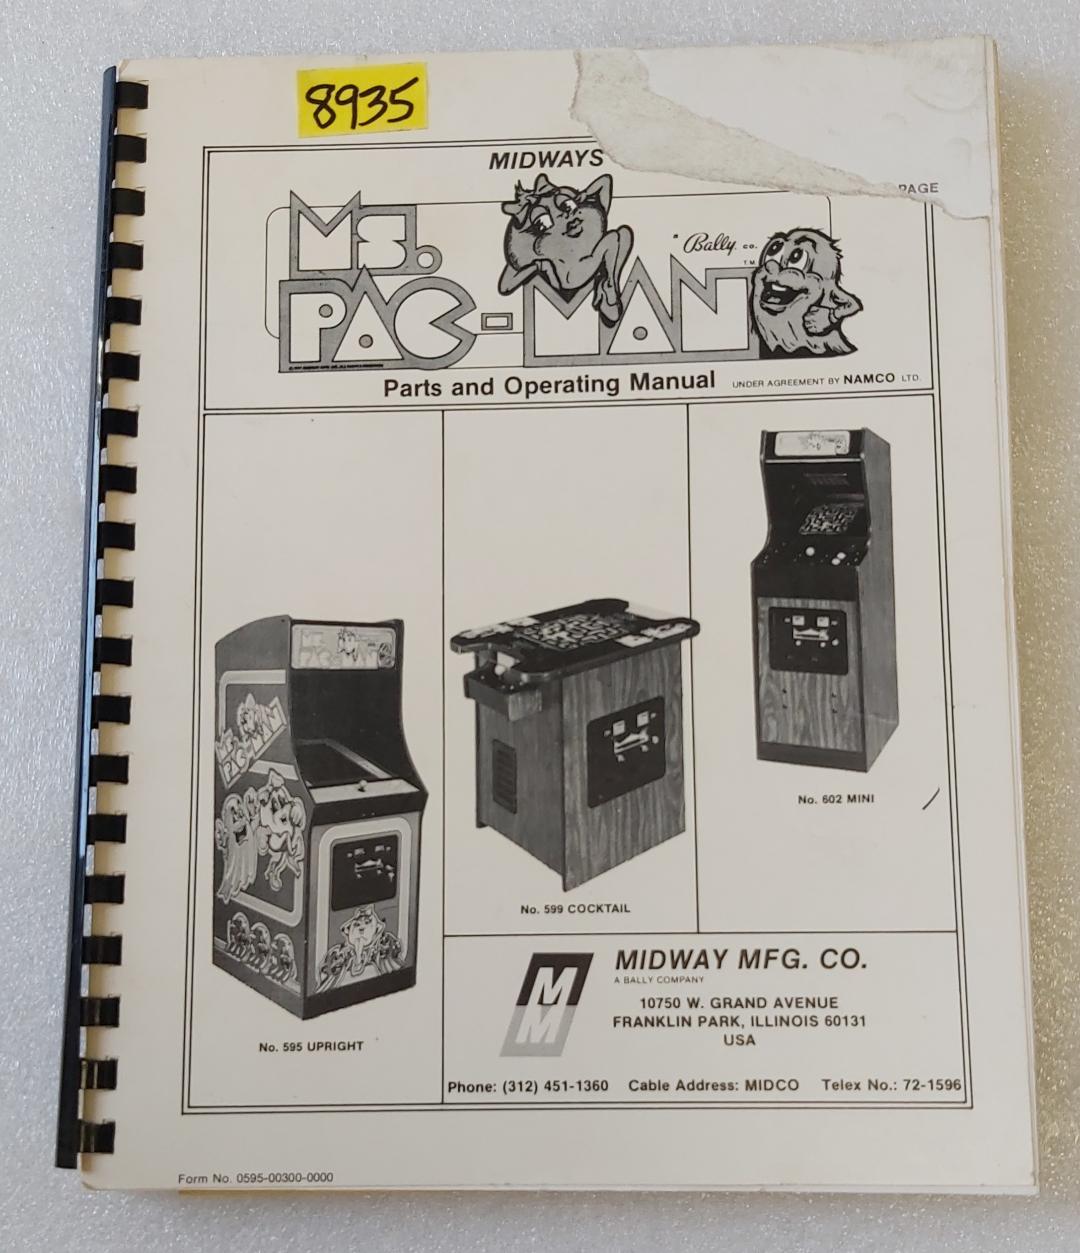 8935
MIDWAYS
PAGE
Ms.
PAC-MAN
Bally co.
T.M.
Parts and Operating Manual UNDER AGREEMENT BY NAMCO LTD.
No. 602 MINI
No. 599 COCKTAIL
No. 595 UPRIGHT
MIDWAY MFG. CO.
A BALLY COMPANY
10750 W. GRAND AVENUE
FRANKLIN PARK, ILLINOIS 60131
USA
Phone: (312) 451-1360 Cable Address: MIDCO Telex No.: 72-1596
Form No. 0595-00300-0000